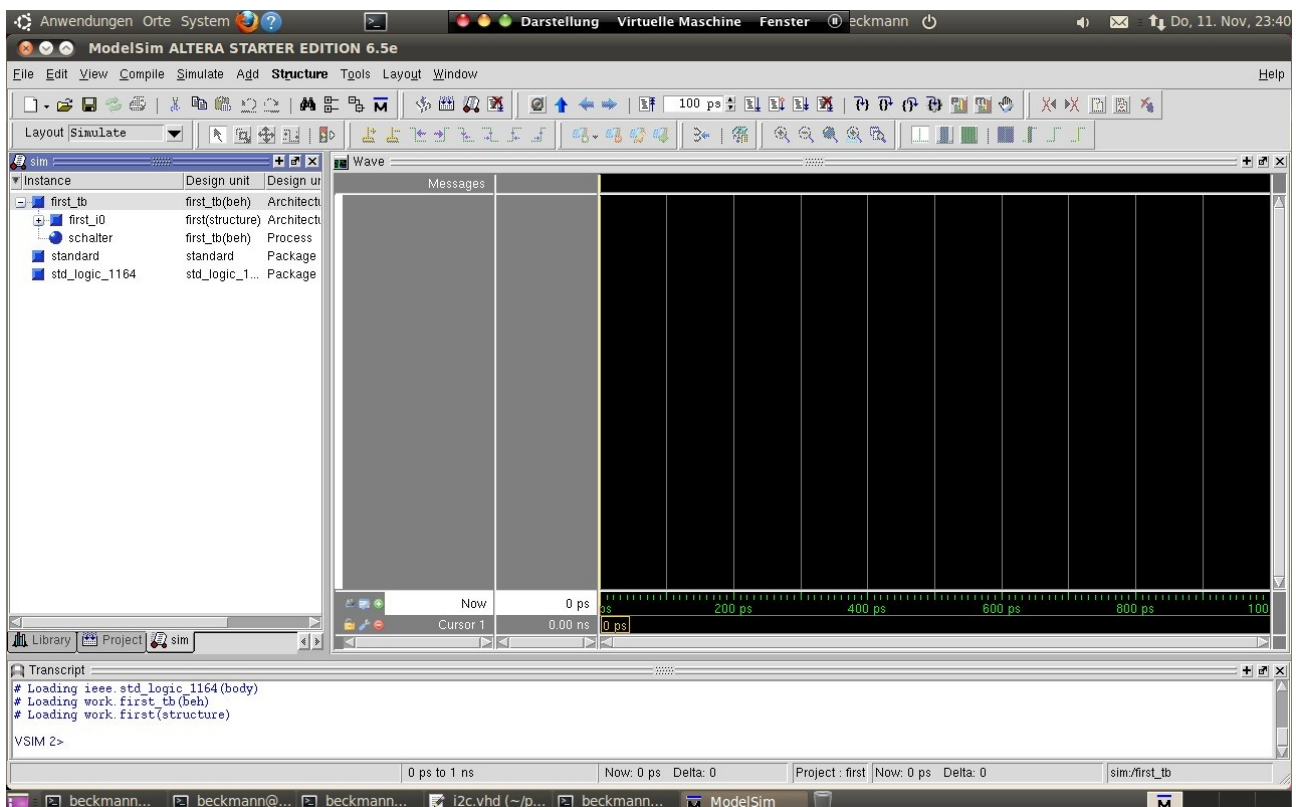 Anwendungen Orte System Darstellung Virtuelle Maschine Fenster eckmann Do, 11. Nov, 23:40
ModelSim ALTERA STARTER EDITION 6.5e
File Edit View Compile Simulate Add Structure Tools Layout Window Help
100 ps
Layout Simulate
sim Wave
Instance Design unit Design un Messages
first_tb first_tb(beh) Architectu
first_i0 first(structure) Architectu
schalter first_tb(beh) Process
standard standard Package
std_logic_1164 std_logic_1... Package
Now 0 ps ps 200 ps 400 ps 600 ps 800 ps 100
Cursor 1 0.00 ns 0 ps
Library Project sim
Transcript
# Loading ieee.std_logic_1164(body)
# Loading work.first_tb(beh)
# Loading work.first(structure)
VSIM 2>
0 ps to 1 ns Now: 0 ps Delta: 0 Project : first Now: 0 ps Delta: 0 sim:/first_tb
beckmann... beckmann@... beckmann... i2c.vhd (~/p... beckmann... ModelSim